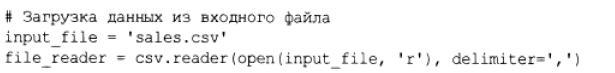 # Загрузка данных из входного файла
input_file = 'sales.csv'
file_reader = csv.reader(open(input_file, 'r'), delimiter=',')